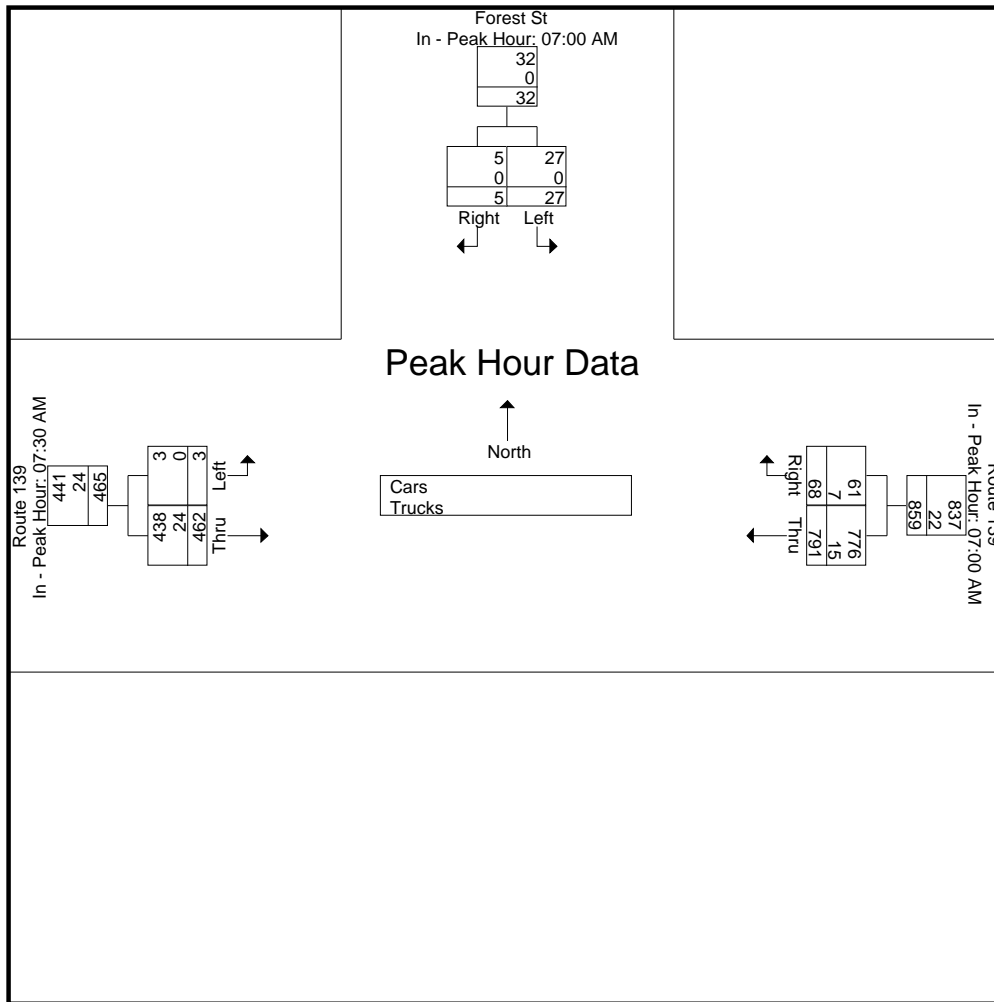 Forest St
In - Peak Hour: 07:00 AM
32
0
32
5 27
0 0
5 27
Right Left
Peak Hour Data
North
Cars
Trucks
Route 139
In - Peak Hour: 07:30 AM
441
24
465
3 0 3
Left
438 24 462
Thru
Right
61
7
68
Thru
776
15
791
837
22
859
In - Peak Hour: 07:00 AM
Route 139